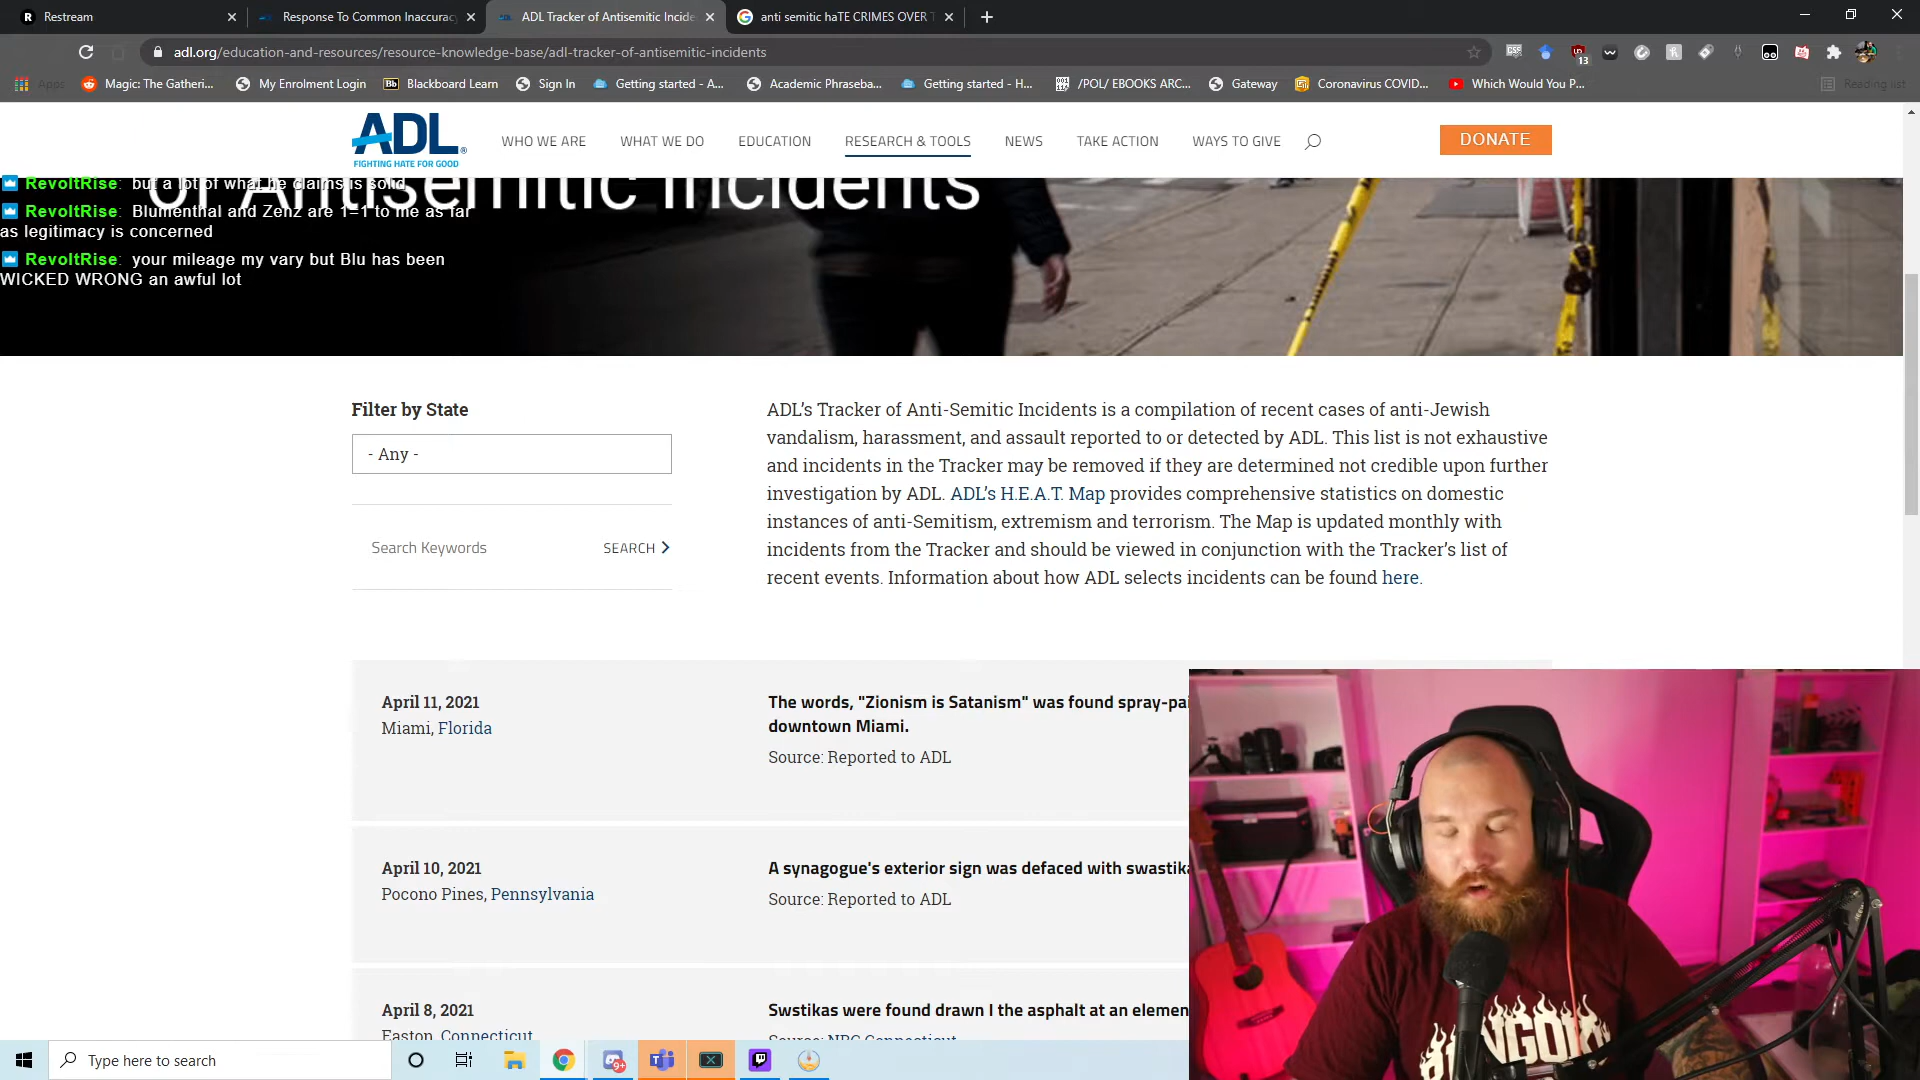 Restream
Response To Common Inaccuracy
ADL Tracker of Antisemitic Incide
anti semitic haTE CRIMES OVER T
adl.org/education-and-resources/resource-knowledge-base/adl-tracker-of-antisemitic-incidents
13
Apps
Magic: The Gatheri...
My Enrolment Login
Bb Blackboard Learn
Sign In
Getting started - A...
Academic Phraseba...
Getting started - H...
/POL/ EBOOKS ARC...
Gateway
Coronavirus COVID...
Which Would You P...
Reading list
ADL
FIGHTING HATE FOR GOOD
WHO WE ARE
WHAT WE DO
EDUCATION
RESEARCH & TOOLS
NEWS
TAKE ACTION
WAYS TO GIVE
DONATE
of Antisemitic Incidents
RevoltRise: but a lot of what he claims is solid
RevoltRise: Blumenthal and Zenz are 1=1 to me as far
as legitimacy is concerned
RevoltRise: your mileage my vary but Blu has been
WICKED WRONG an awful lot
Filter by State
- Any -
Search Keywords
SEARCH
ADL's Tracker of Anti-Semitic Incidents is a compilation of recent cases of anti-Jewish
vandalism, harassment, and assault reported to or detected by ADL. This list is not exhaustive
and incidents in the Tracker may be removed if they are determined not credible upon further
investigation by ADL. ADL's H.E.A.T. Map provides comprehensive statistics on domestic
instances of anti-Semitism, extremism and terrorism. The Map is updated monthly with
incidents from the Tracker and should be viewed in conjunction with the Tracker's list of
recent events. Information about how ADL selects incidents can be found here.
April 11, 2021
Miami, Florida
The words, "Zionism is Satanism" was found spray-pai
downtown Miami.
Source: Reported to ADL
April 10, 2021
Pocono Pines, Pennsylvania
A synagogue's exterior sign was defaced with swastika
Source: Reported to ADL
April 8, 2021
Easton, Connecticut
Swstikas were found drawn I the asphalt at an elemen
Source: NBC Connecticut
Type here to search
9+